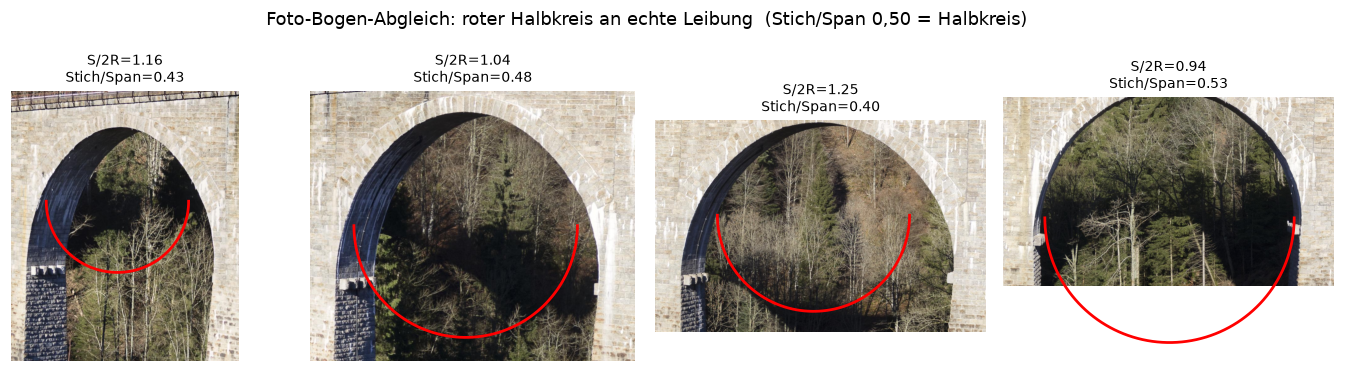 Foto-Bogen-Abgleich: roter Halbkreis an echte Leibung  (Stich/Span 0,50 = Halbkreis)
S/2R=1.16
Stich/Span=0.43
S/2R=1.04
Stich/Span=0.48
S/2R=1.25
Stich/Span=0.40
S/2R=0.94
Stich/Span=0.53